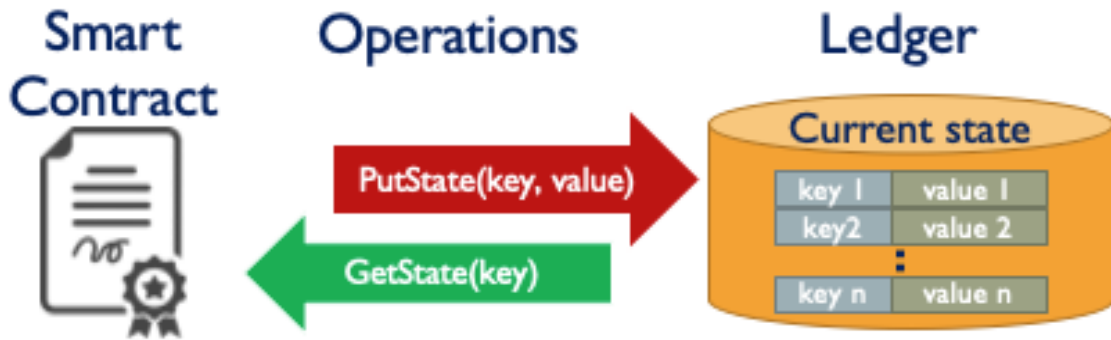 Smart
Contract
Operations
Ledger
PutState(key, value)
GetState(key)
Current state
key 1 value 1
key2 value 2
:
key n value n